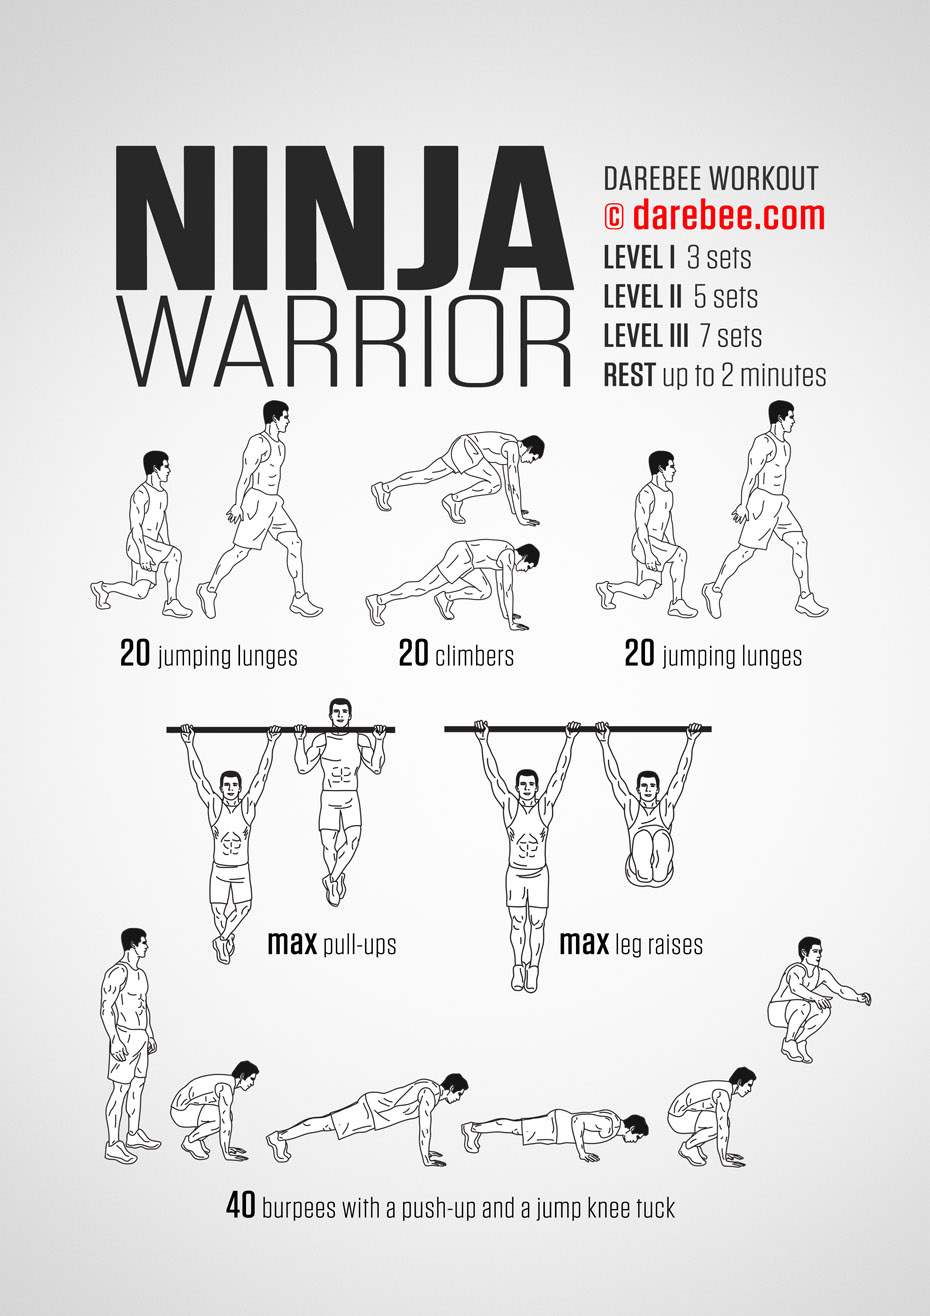 NINJA
WARRIOR
DAREBEE WORKOUT
© darebee.com
LEVEL I 3 sets
LEVEL II 5 sets
LEVEL III 7 sets
REST up to 2 minutes
20 jumping lunges
20 climbers
20 jumping lunges
max pull-ups
max leg raises
40 burpees with a push-up and a jump knee tuck